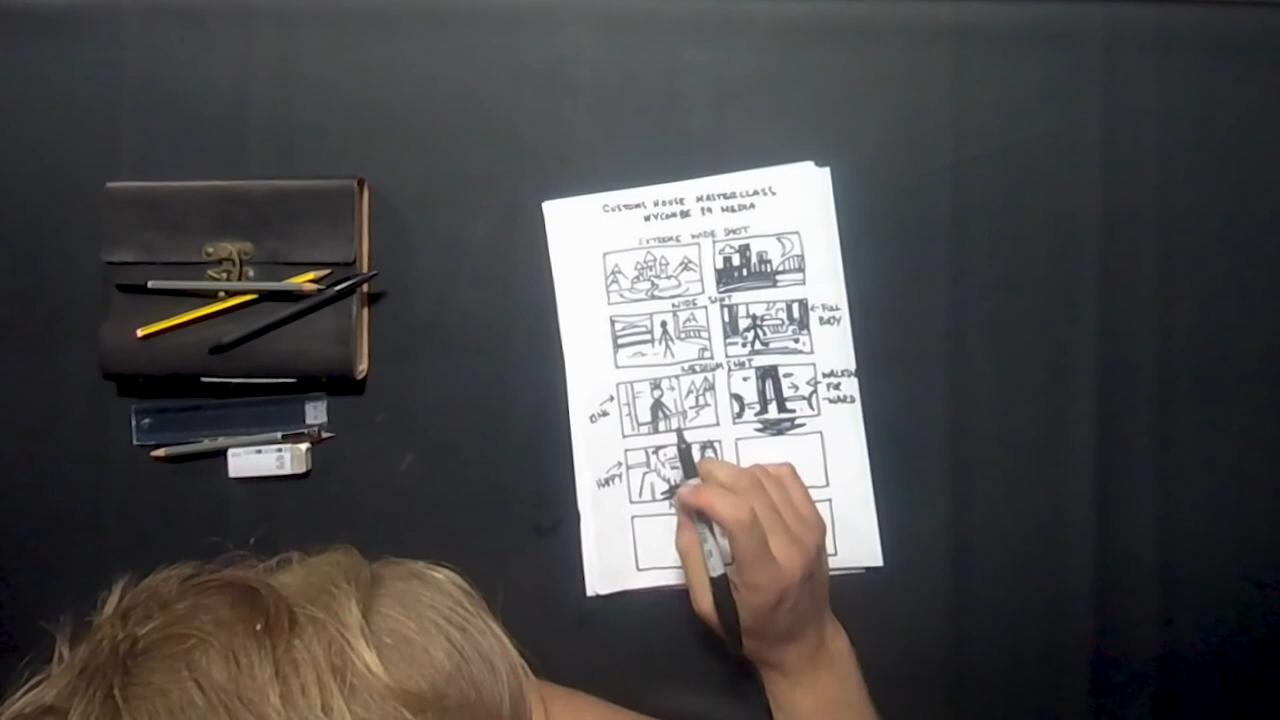 CUSTOMS HOUSE MASTERCLASS
WYCOMBE 89 MEDIA
EXTREME WIDE SHOT
WIDE SHOT
FULL
BODY
MEDIUM SHOT
WALKING
FOR
WARD
HAPPY